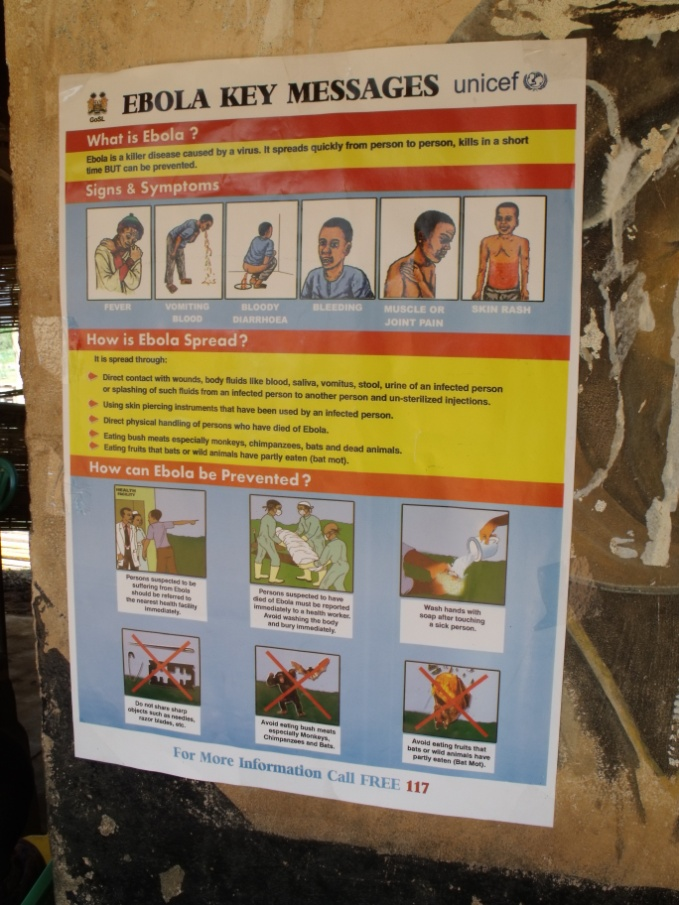 GoSL
EBOLA KEY MESSAGES
unicef
What is Ebola ?
Ebola is a killer disease caused by a virus. It spreads quickly from person to person, kills in a short
time BUT can be prevented.
Signs & Symptoms
FEVER
VOMITING
BLOOD
BLOODY
DIARRHOEA
BLEEDING
MUSCLE OR
JOINT PAIN
SKIN RASH
How is Ebola Spread?
It is spread through:
Direct contact with wounds, body fluids like blood, saliva, vomitus, stool, urine of an infected person
or splashing of such fluids from an infected person to another person and un-sterilized injections.
Using skin piercing instruments that have been used by an infected person.
Direct physical handling of persons who have died of Ebola.
Eating bush meats especially monkeys, chimpanzees, bats and dead animals.
Eating fruits that bats or wild animals have partly eaten (bat mot).
How can Ebola be Prevented?
HEALTH
FACILITY
Persons suspected to be
suffering from Ebola
should be referred to
the nearest health facility
immediately.
Persons suspected to have
died of Ebola must be reported
immediately to a health worker.
Avoid washing the body
and bury immediately.
Wash hands with
soap after touching
a sick person.
Do not share sharp
objects such as needles,
razor blades, etc.
Avoid eating bush meats
especially Monkeys,
Chimpanzees and Bats.
Avoid eating fruits that
bats or wild animals have
partly eaten (Bat Mot).
For More Information Call FREE 117